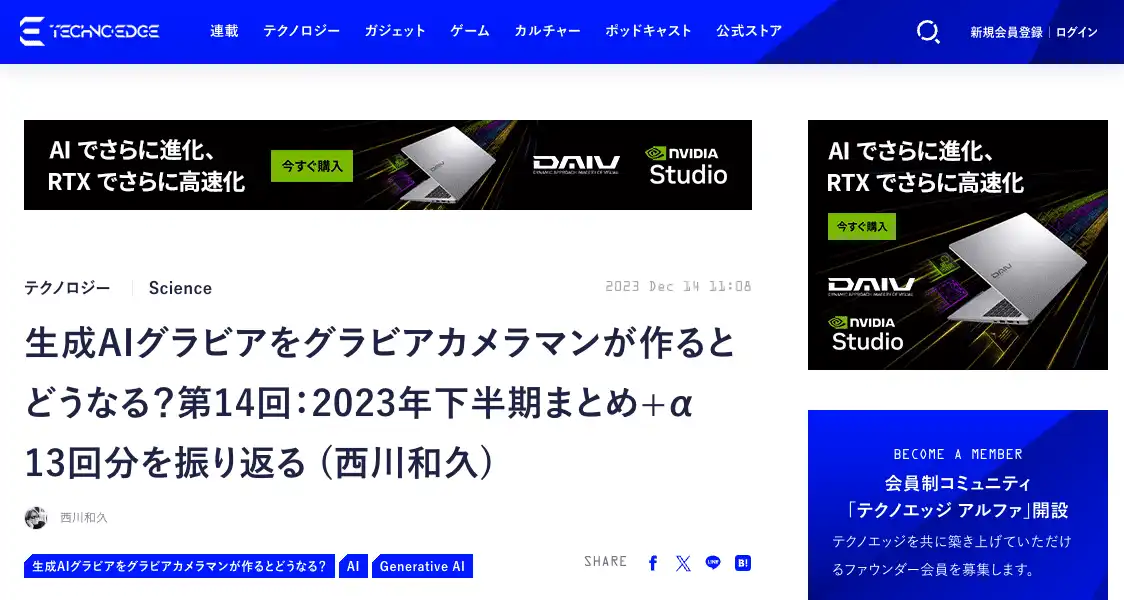 TECHNOEDGE
連載 テクノロジー ガジェット ゲーム カルチャー ポッドキャスト 公式ストア
新規会員登録 | ログイン
AI でさらに進化、
RTX でさらに高速化
今すぐ購入
DAIV
NVIDIA
Studio
AI でさらに進化、
RTX でさらに高速化
今すぐ購入
DAIV
NVIDIA
Studio
テクノロジー Science
2023 Dec 14 11:08
生成AIグラビアをグラビアカメラマンが作ると
どうなる?第14回:2023年下半期まとめ+α
13回分を振り返る (西川和久)
西川和久
生成AIグラビアをグラビアカメラマンが作るとどうなる? AI Generative AI
SHARE
LINE
B!
BECOME A MEMBER
会員制コミュニティ
「テクノエッジ アルファ」開設
テクノエッジを共に築き上げていただけ
るファウンダー会員を募集します。